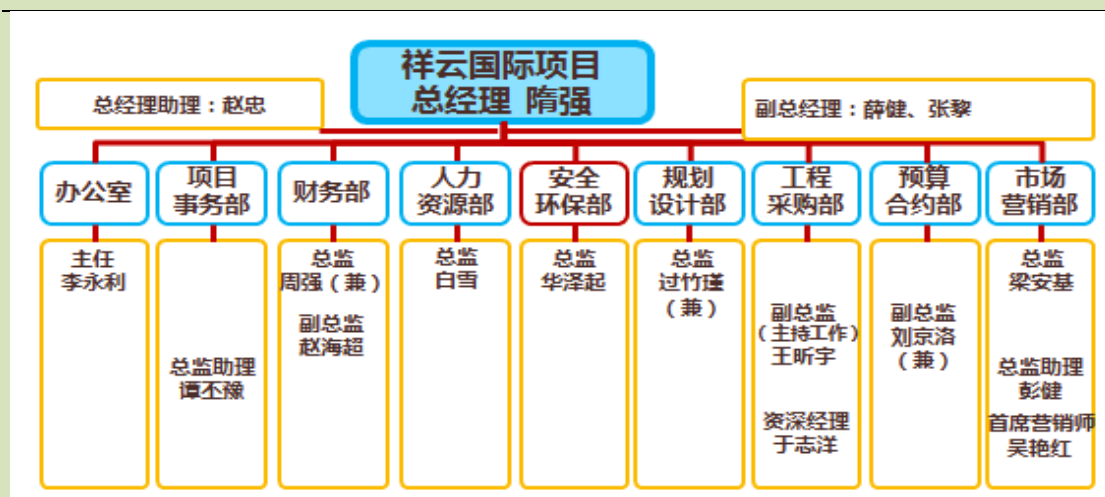 祥云国际项目
总经理 隋强
总经理助理：赵忠
副总经理：薛健、张黎
办公室
项目
事务部
财务部
人力
资源部
安全
环保部
规划
设计部
工程
采购部
预算
合约部
市场
营销部
主任
李永利
总监助理
谭丕豫
总监
周强（兼）
副总监
赵海超
总监
白雪
总监
华泽起
总监
过竹瑾
（兼）
副总监
（主持工作）
王昕宇
资深经理
于志洋
副总监
刘京洛
（兼）
总监
梁安基
总监助理
彭健
首席营销师
吴艳红